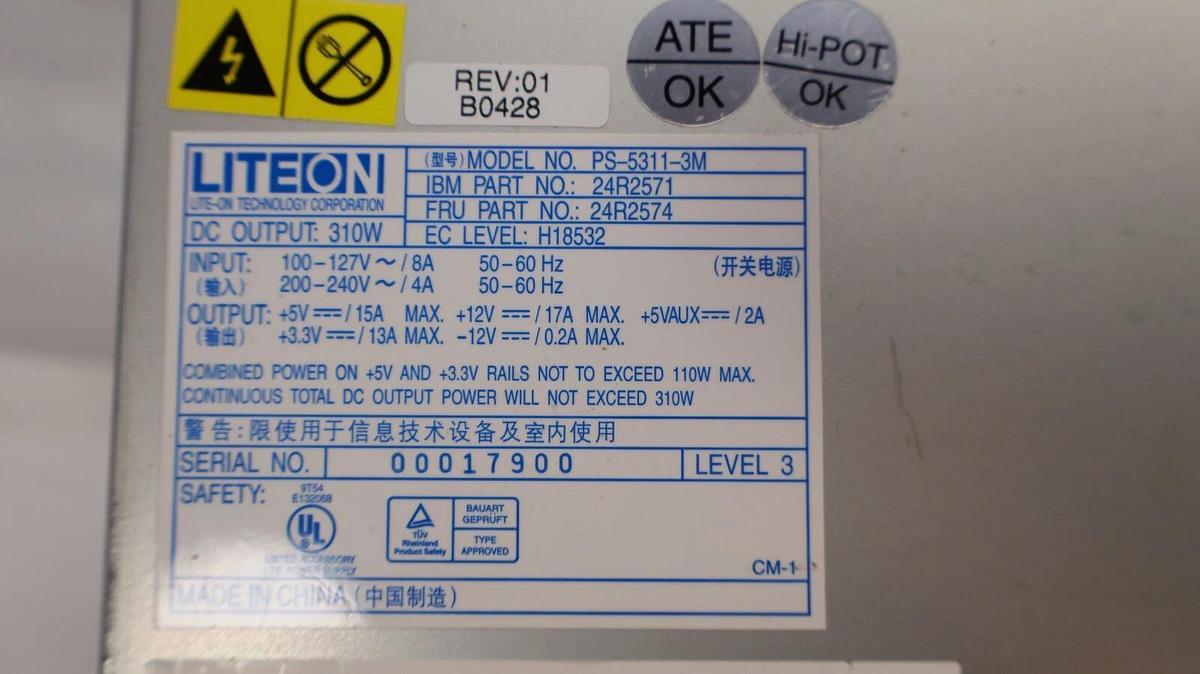 REV:01
B0428
ATE
OK
Hi-POT
OK
LITEON
LITE-ON TECHNOLOGY CORPORATION
(型号) MODEL NO. PS-5311-3M
IBM PART NO.: 24R2571
FRU PART NO.: 24R2574
DC OUTPUT: 310W EC LEVEL: H18532
INPUT: 100-127V～/8A 50-60 Hz (开关电源)
(输入) 200-240V～/4A 50-60 Hz
OUTPUT: +5V⎓/15A MAX. +12V⎓/17A MAX. +5VAUX⎓/2A
(输出) +3.3V⎓/13A MAX. -12V⎓/0.2A MAX.
COMBINED POWER ON +5V AND +3.3V RAILS NOT TO EXCEED 110W MAX.
CONTINUOUS TOTAL DC OUTPUT POWER WILL NOT EXCEED 310W
警告:限使用于信息技术设备及室内使用
SERIAL NO. 00017900 LEVEL 3
SAFETY:
9T54
E132068
UL
LISTED ACCESSORY
ITE POWER SUPPLY
TÜV
Rheinland
Product Safety
BAUART
GEPRÜFT
TYPE
APPROVED
CM-1
MADE IN CHINA (中国制造)